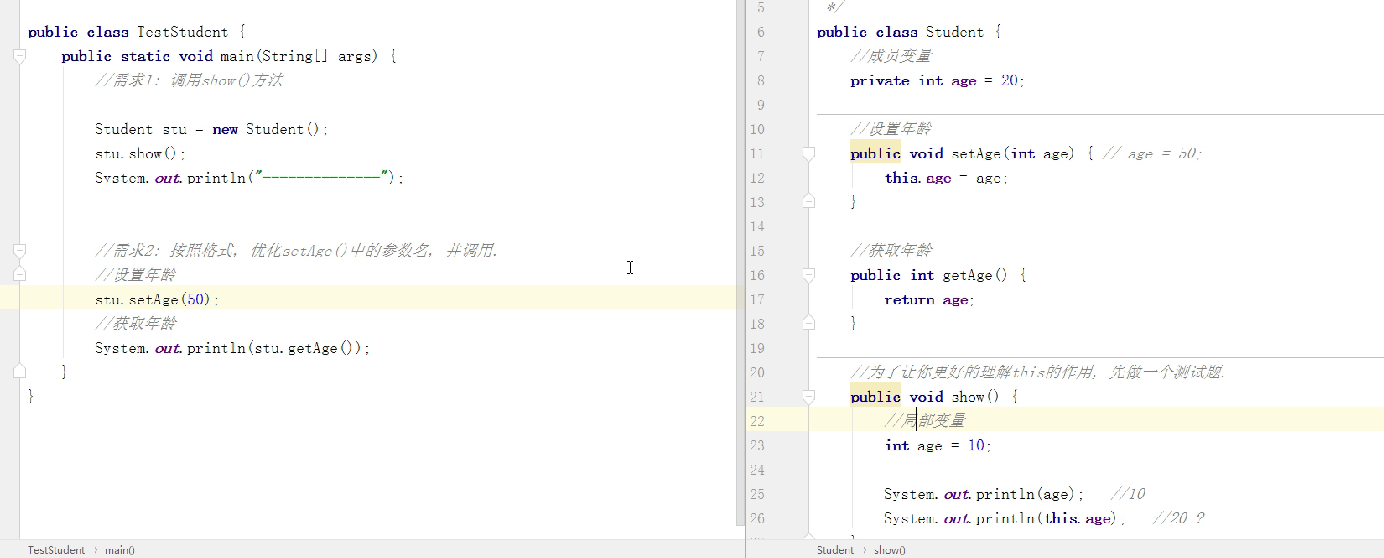 public class TestStudent {
public static void main(String[] args) {
//需求1: 调用show()方法
Student stu = new Student();
stu.show();
System.out.println("--------------");
//需求2: 按照格式, 优化setAge()中的参数名, 并调用.
//设置年龄
stu.setAge(50);
//获取年龄
System.out.println(stu.getAge());
}
}
TestStudent > main()
5 */
6 public class Student {
7 //成员变量
8 private int age = 20;
9
10 //设置年龄
11 public void setAge(int age) { // age = 50;
12 this.age = age;
13 }
14
15 //获取年龄
16 public int getAge() {
17 return age;
18 }
19
20 //为了让你更好的理解this的作用, 先做一个测试题.
21 public void show() {
22 //局部变量
23 int age = 10;
24
25 System.out.println(age); //10
26 System.out.println(this.age); //20 ?
Student > show()